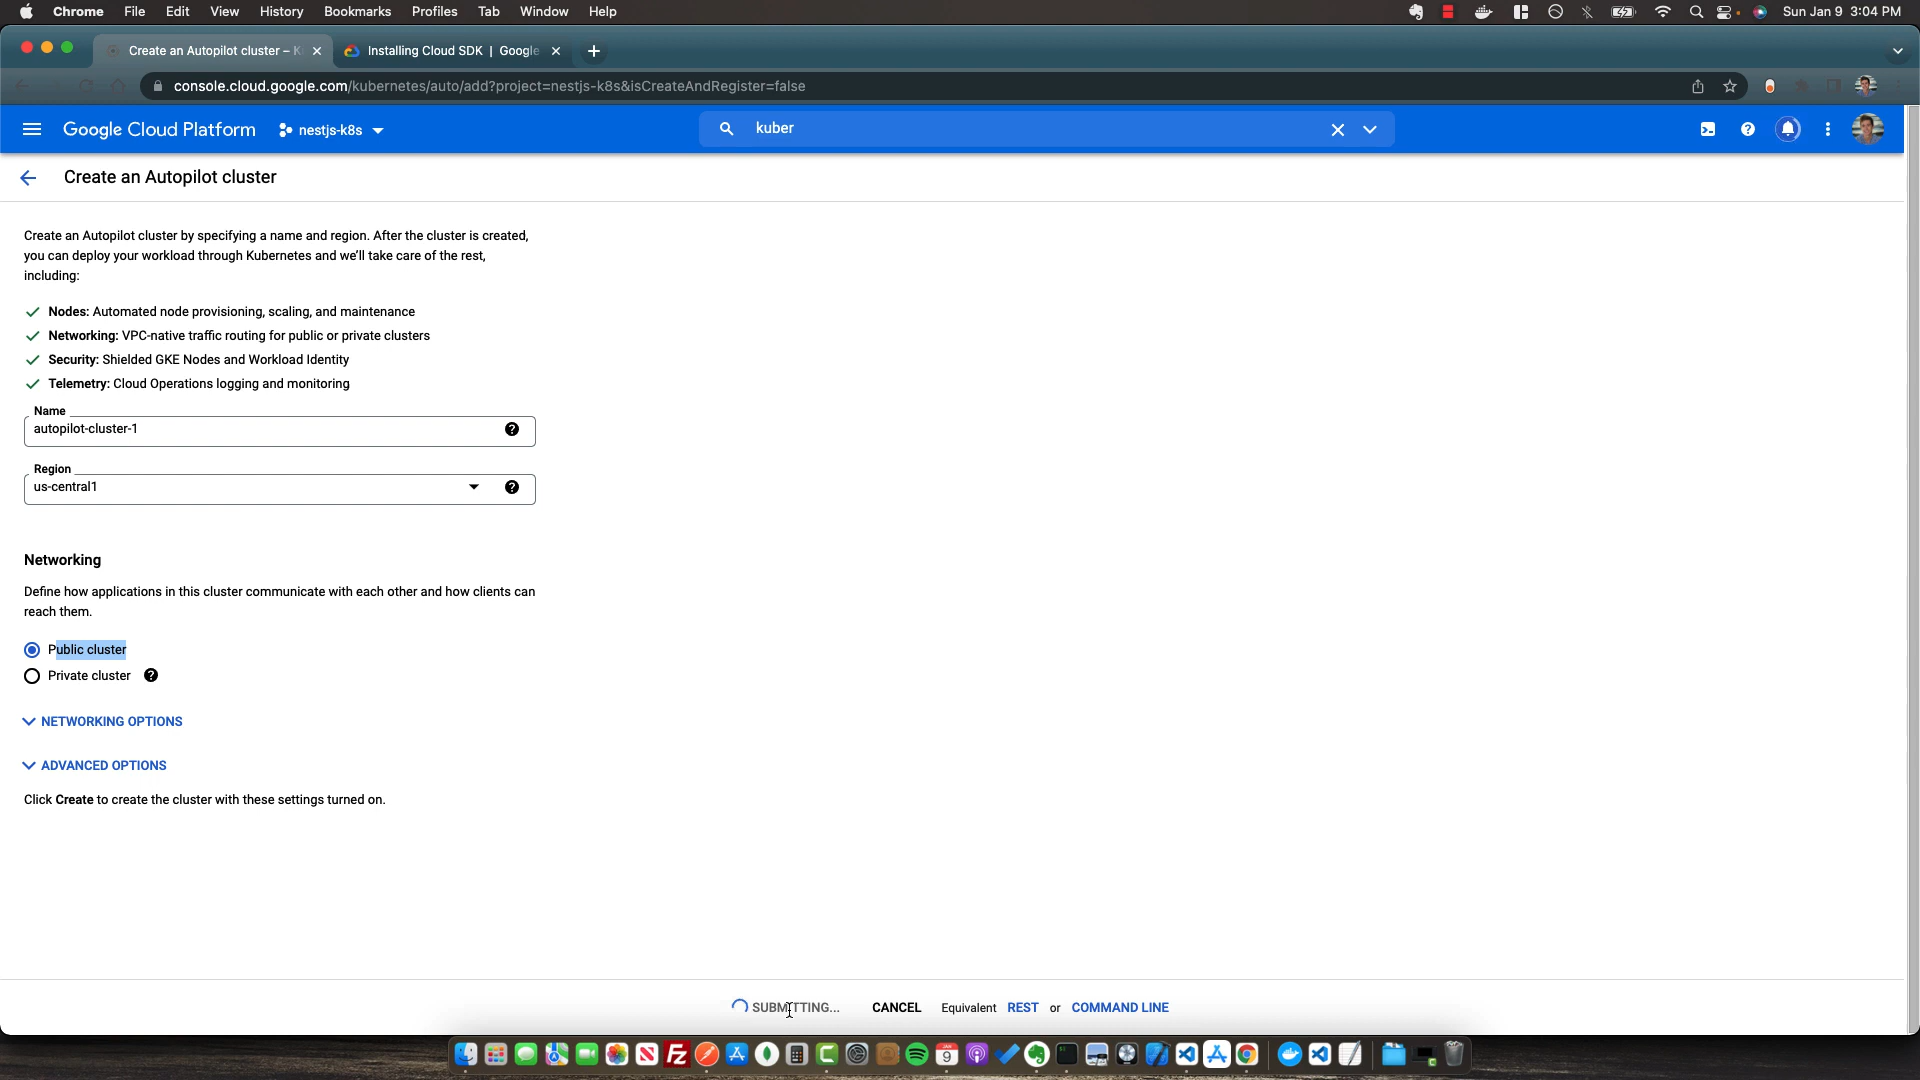 Chrome File Edit View History Bookmarks Profiles Tab Window Help Sun Jan 9 3:04 PM
Create an Autopilot cluster – K Installing Cloud SDK | Google
console.cloud.google.com/kubernetes/auto/add?project=nestjs-k8s&isCreateAndRegister=false
Google Cloud Platform nestjs-k8s kuber
Create an Autopilot cluster
Create an Autopilot cluster by specifying a name and region. After the cluster is created,
you can deploy your workload through Kubernetes and we'll take care of the rest,
including:
Nodes: Automated node provisioning, scaling, and maintenance
Networking: VPC-native traffic routing for public or private clusters
Security: Shielded GKE Nodes and Workload Identity
Telemetry: Cloud Operations logging and monitoring
Name
autopilot-cluster-1
Region
us-central1
Networking
Define how applications in this cluster communicate with each other and how clients can
reach them.
Public cluster
Private cluster
NETWORKING OPTIONS
ADVANCED OPTIONS
Click Create to create the cluster with these settings turned on.
SUBMITTING... CANCEL Equivalent REST or COMMAND LINE